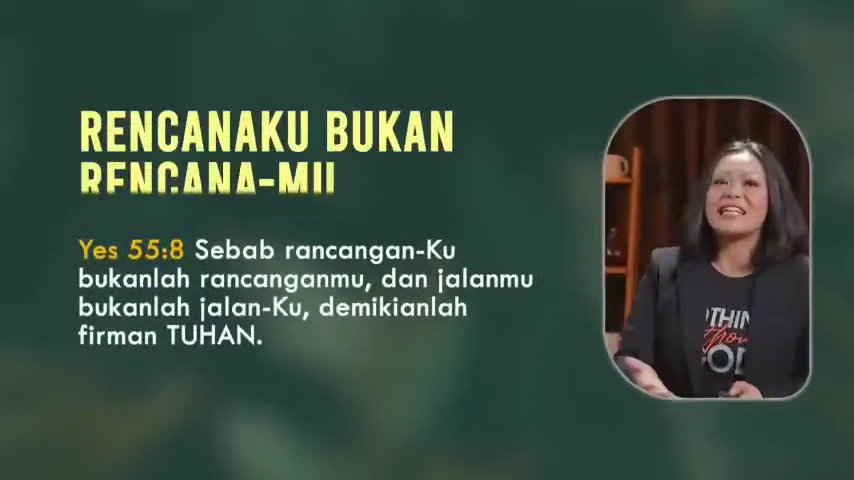 RENCANAKU BUKAN
RENCANA-MU
Yes 55:8 Sebab rancangan-Ku
bukanlah rancanganmu, dan jalanmu
bukanlah jalan-Ku, demikianlah
firman TUHAN.